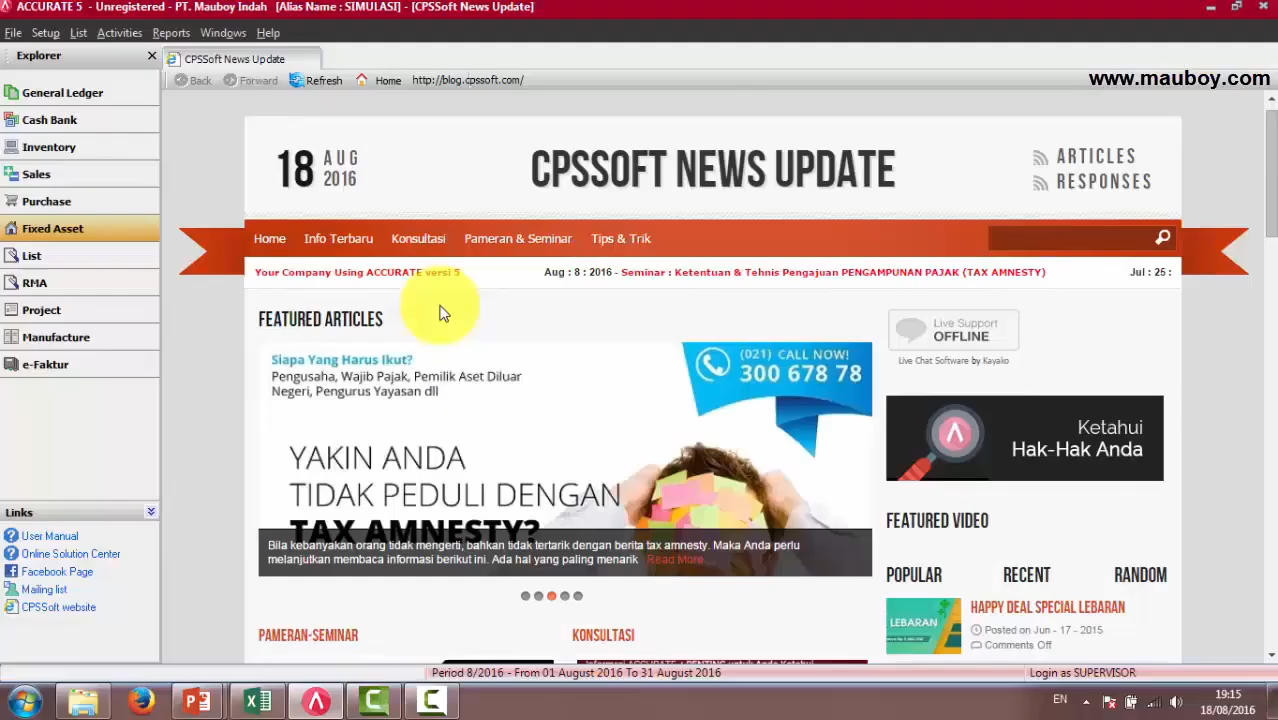 ACCURATE 5 - Unregistered - PT. Mauboy Indah [Alias Name : SIMULASI] - [CPSSoft News Update]
File Setup List Activities Reports Windows Help
Explorer
CPSSoft News Update
Back Forward Refresh Home http://blog.cpssoft.com/
www.mauboy.com
General Ledger
Cash Bank
Inventory
Sales
Purchase
Fixed Asset
List
RMA
Project
Manufacture
e-Faktur
Links
User Manual
Online Solution Center
Facebook Page
Mailing list
CPSSoft website
18 AUG
2016
CPSSOFT NEWS UPDATE
ARTICLES
RESPONSES
Home Info Terbaru Konsultasi Pameran & Seminar Tips & Trik
Your Company Using ACCURATE versi 5 Aug : 8 : 2016 - Seminar : Ketentuan & Tehnis Pengajuan PENGAMPUNAN PAJAK (TAX AMNESTY) Jul : 25 :
FEATURED ARTICLES
Siapa Yang Harus Ikut?
Pengusaha, Wajib Pajak, Pemilik Aset Diluar
Negeri, Pengurus Yayasan dll
(021) CALL NOW!
300 678 78
YAKIN ANDA
TIDAK PEDULI DENGAN
TAX AMNESTY?
Bila kebanyakan orang tidak mengerti, bahkan tidak tertarik dengan berita tax amnesty. Maka Anda perlu
melanjutkan membaca informasi berikut ini. Ada hal yang paling menarik Read More
Live Support
OFFLINE
Live Chat Software by Kayako
Ketahui
Hak-Hak Anda
FEATURED VIDEO
POPULAR RECENT RANDOM
LEBARAN
HAPPY DEAL SPECIAL LEBARAN
Posted on Jun - 17 - 2015
Comments Off
PAMERAN-SEMINAR
KONSULTASI
Informasi ACCURATE : PENTING untuk Anda Ketahui
Period 8/2016 - From 01 August 2016 To 31 August 2016
Login as SUPERVISOR
EN
19:15
18/08/2016